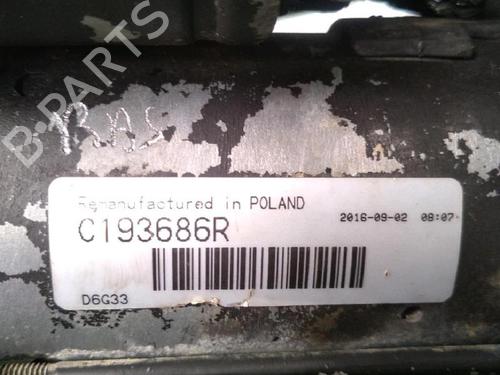 B-PARTS
Remanufactured in POLAND
C193686R
2016-09-02 08:07
D6G33